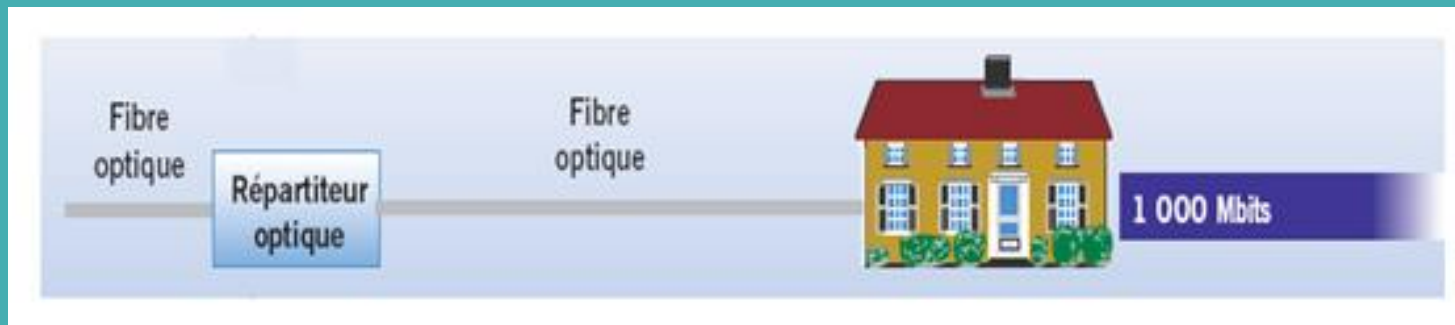 Fibre
optique
Répartiteur
optique
Fibre
optique
1 000 Mbits